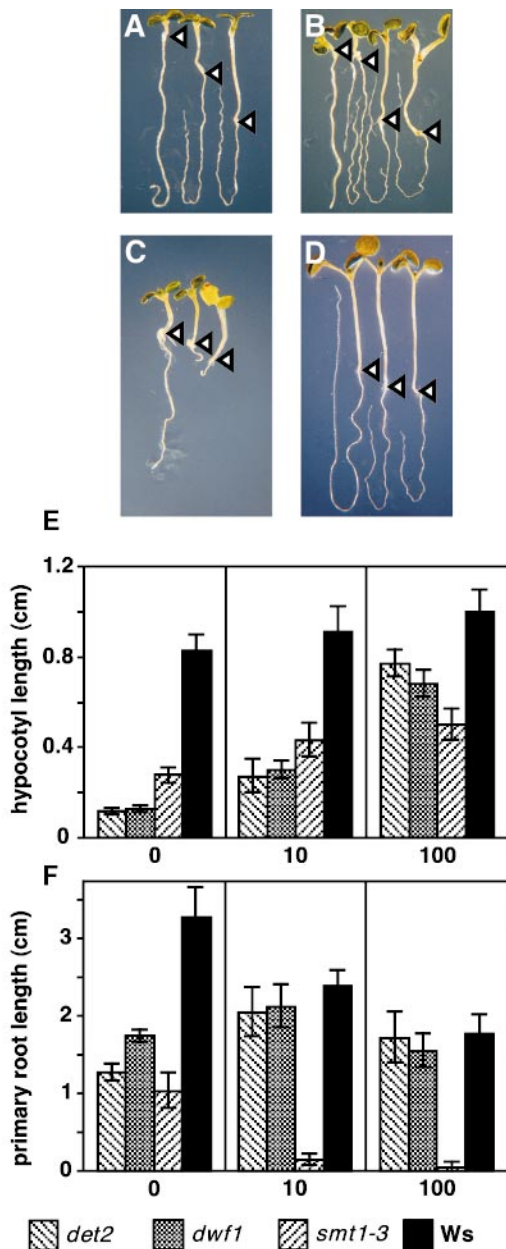 A B
C D
E
hypocotyl length (cm)
1.2
0.8
0.4
0
0 10 100
F
primary root length (cm)
3
2
1
0
0 10 100
det2 dwf1 smt1-3 Ws